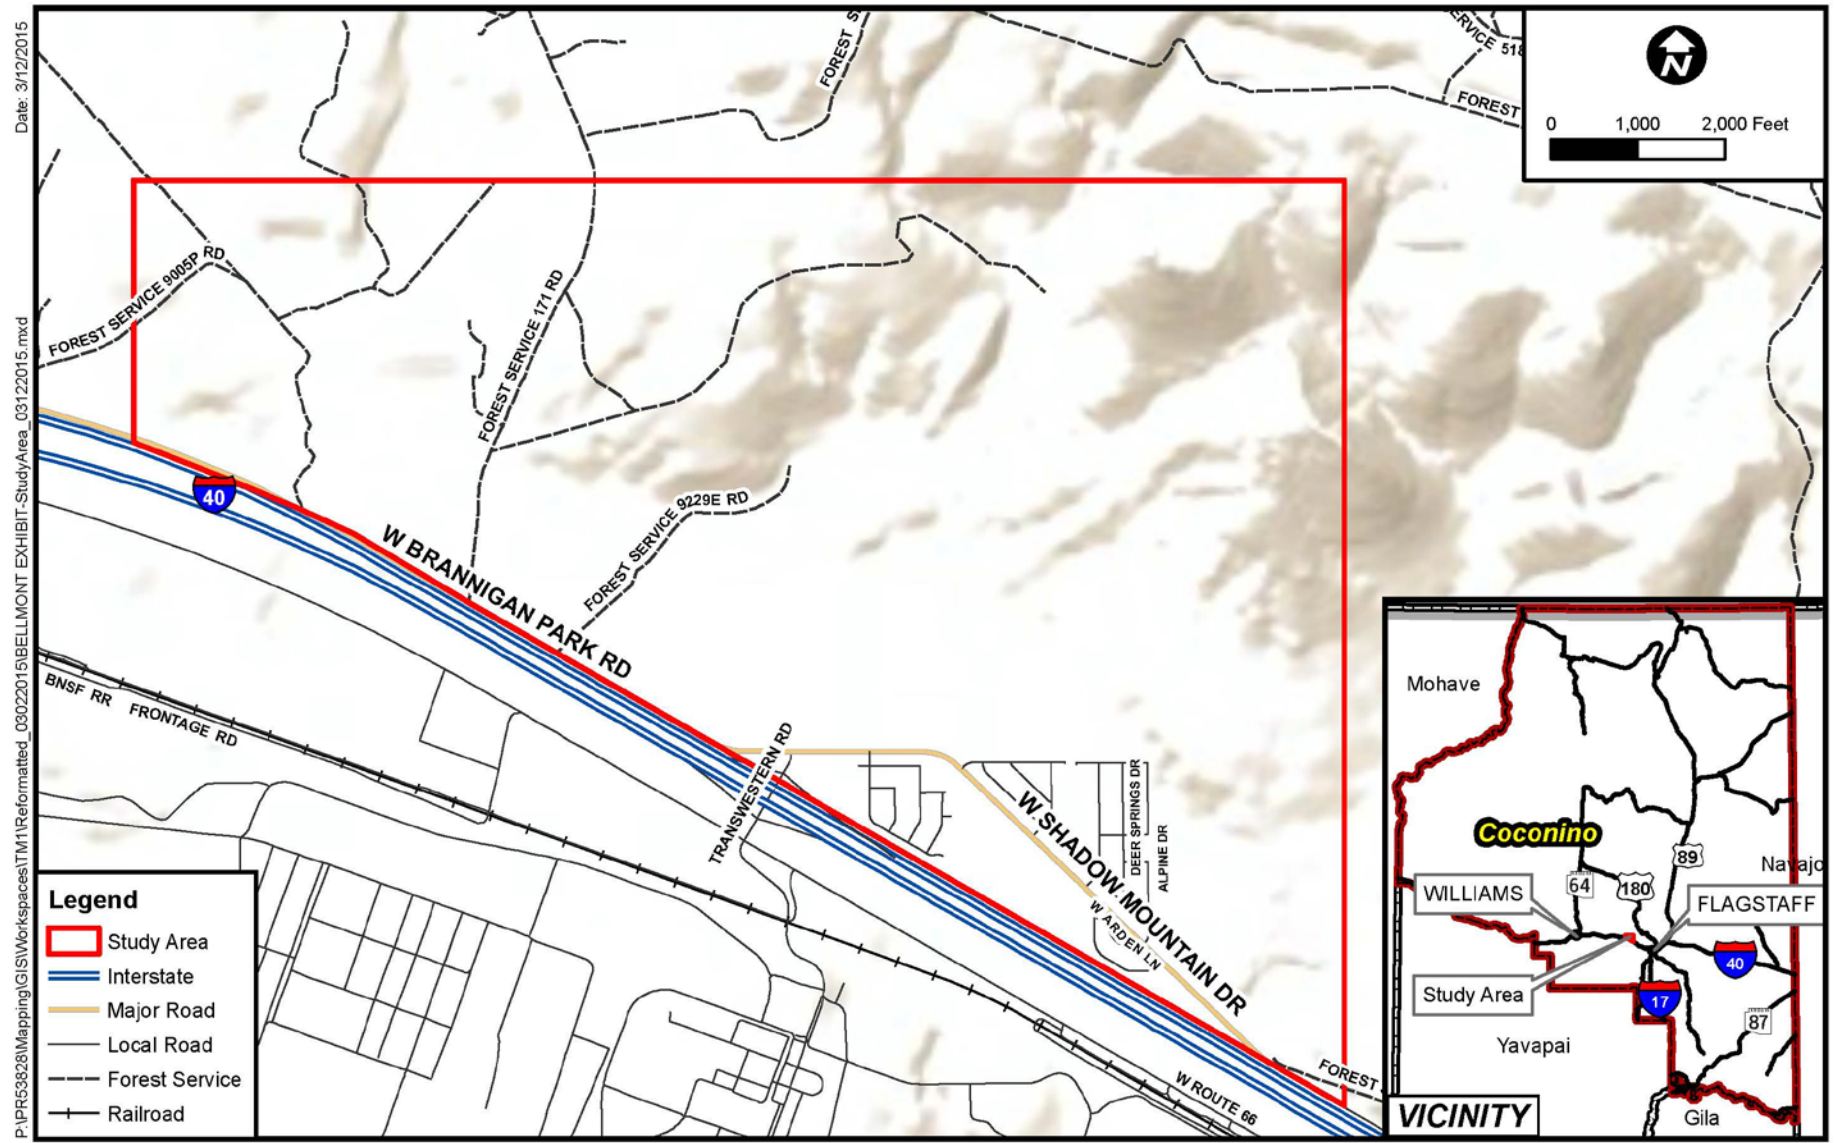 Date: 3/12/2015
P:\PR53828\Mapping\GIS\Workspaces\TM1\Reformatted_03022015\BELLMONT EXHIBIT-StudyArea_03122015.mxd
FOREST S
ERVICE 518
FOREST
N
0 1,000 2,000 Feet
FOREST SERVICE 9005P RD
FOREST SERVICE 171 RD
FOREST SERVICE 9229E RD
40
W BRANNIGAN PARK RD
BNSF RR
FRONTAGE RD
TRANSWESTERN RD
W SHADOW MOUNTAIN DR
DEER SPRINGS DR
ALPINE DR
W ARDEN LN
FOREST
W ROUTE 66
Legend
Study Area
Interstate
Major Road
Local Road
Forest Service
Railroad
Mohave
Coconino
89
Navajo
64
180
WILLIAMS
FLAGSTAFF
40
Study Area
17
87
Yavapai
Gila
VICINITY